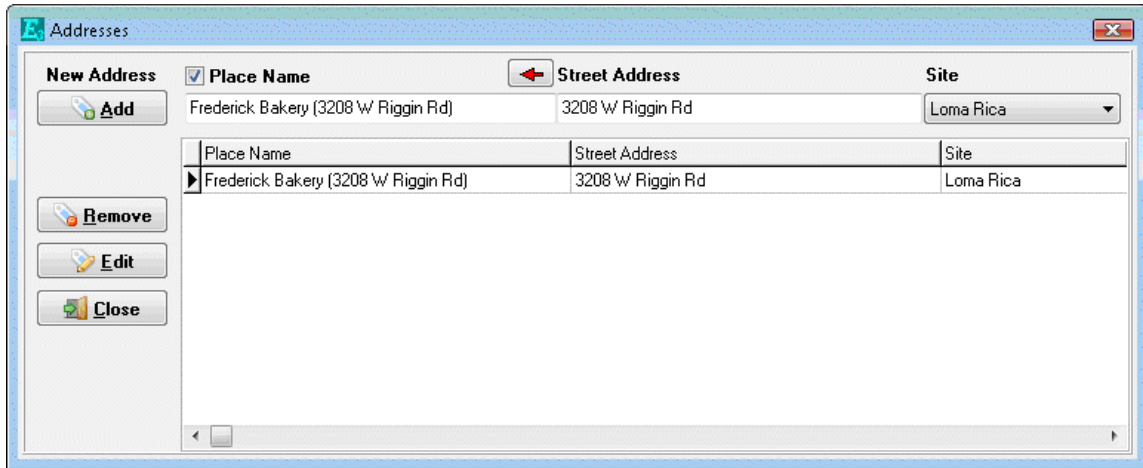 Addresses
New Address
Place Name
Street Address
Site
Add
Frederick Bakery (3208 W Riggin Rd)
3208 W Riggin Rd
Loma Rica
Place Name
Street Address
Site
Frederick Bakery (3208 W Riggin Rd)
3208 W Riggin Rd
Loma Rica
Remove
Edit
Close